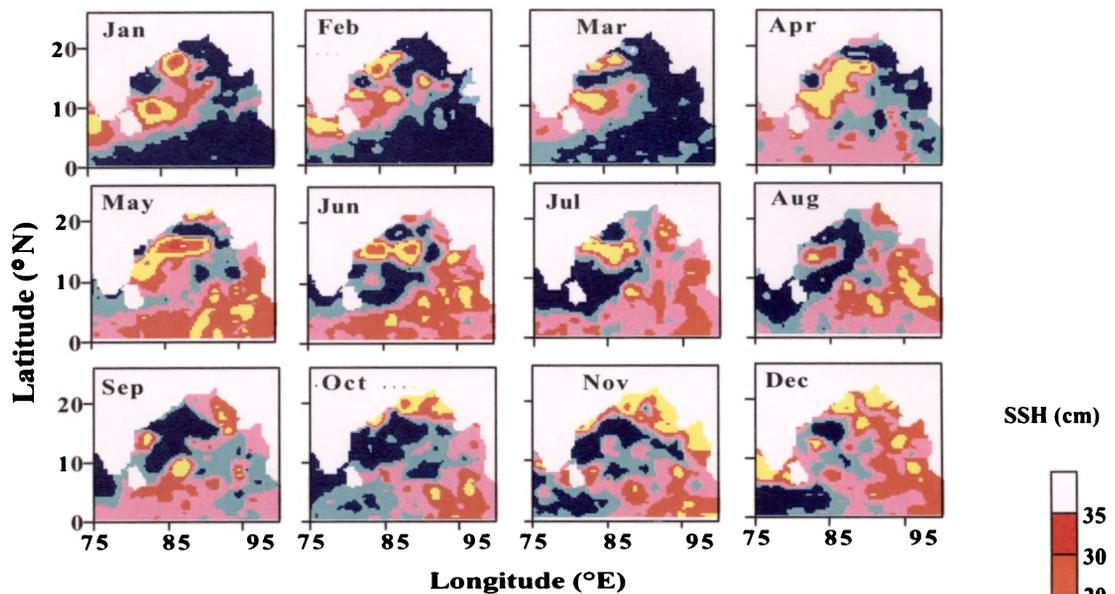 Jan Feb Mar Apr
20
10
0
May Jun Jul Aug
20
10
0
Latitude (°N)
Sep Oct Nov Dec
20
10
0
75 85 95 75 85 95 75 85 95 75 85 95
Longitude (°E)
SSH (cm)
35
30
20